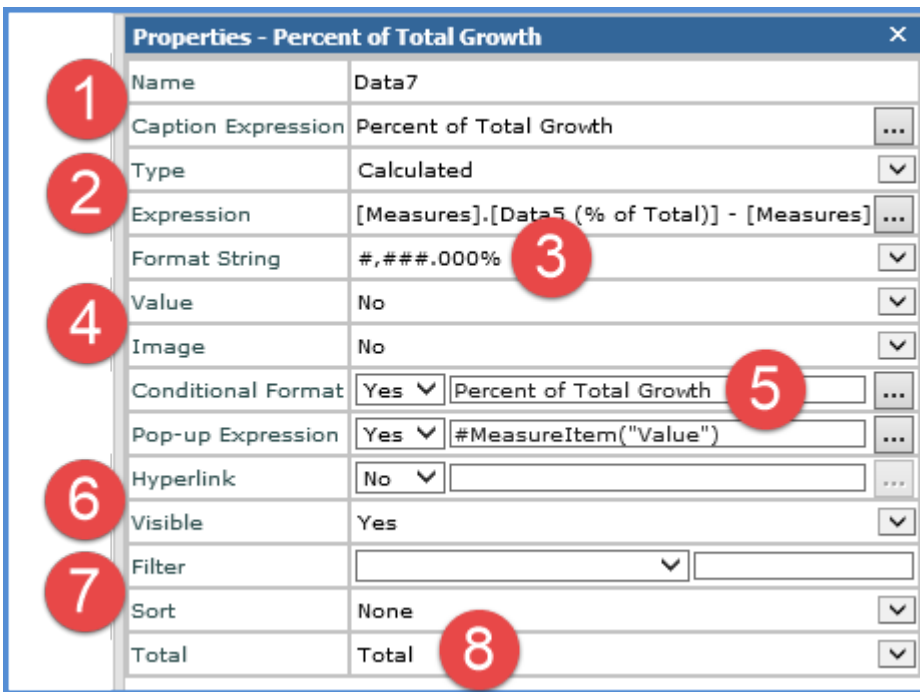 Properties - Percent of Total Growth ×
1
Name Data7
Caption Expression Percent of Total Growth ...
2
Type Calculated
Expression [Measures].[Data5 (% of Total)] - [Measures] ...
3
Format String #,###.000%
4
Value No
Image No
5
Conditional Format Yes Percent of Total Growth ...
Pop-up Expression Yes #MeasureItem("Value") ...
6
Hyperlink No ...
Visible Yes
7
Filter
Sort None
8
Total Total